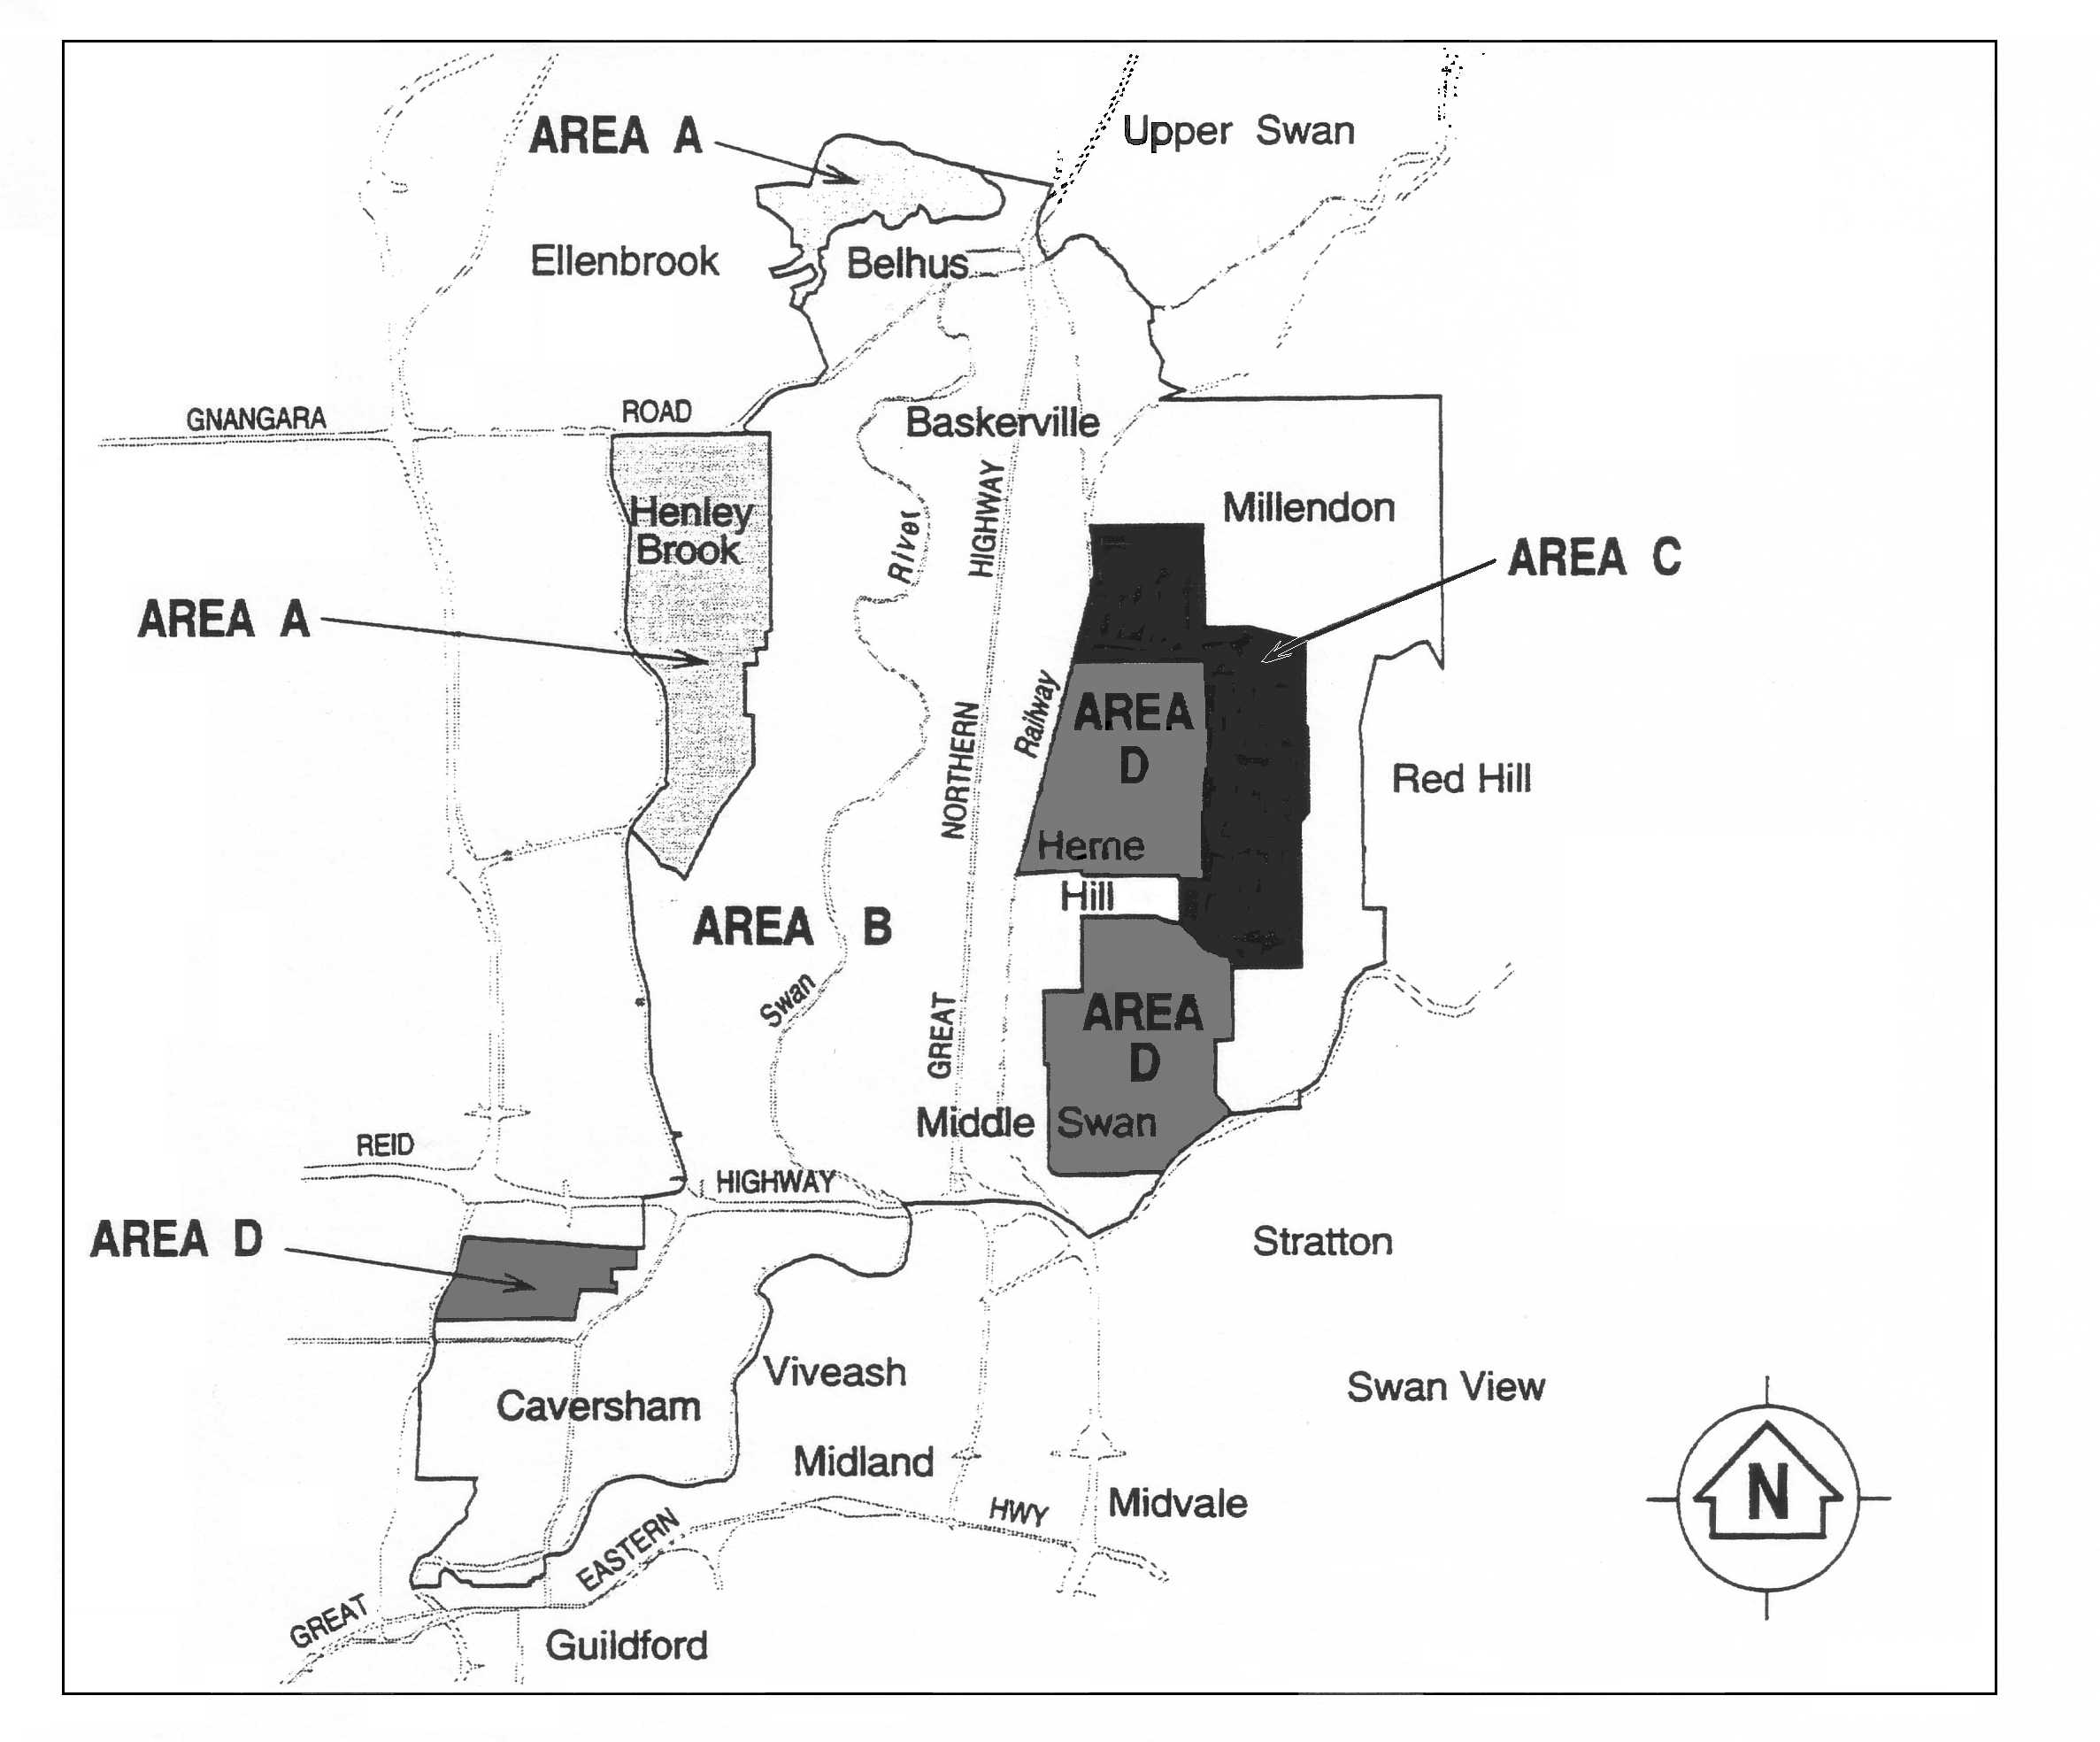 AREA A
Upper Swan
Ellenbrook
Belhus
GNANGARA
ROAD
Baskerville
Henley
Brook
River
HIGHWAY
Millendon
AREA C
AREA A
Railway
AREA
D
NORTHERN
Red Hill
Herne
Hill
AREA B
Swan
GREAT
AREA
D
Middle Swan
REID
HIGHWAY
AREA D
Stratton
Viveash
Swan View
Caversham
Midland
HWY
Midvale
N
EASTERN
GREAT
Guildford